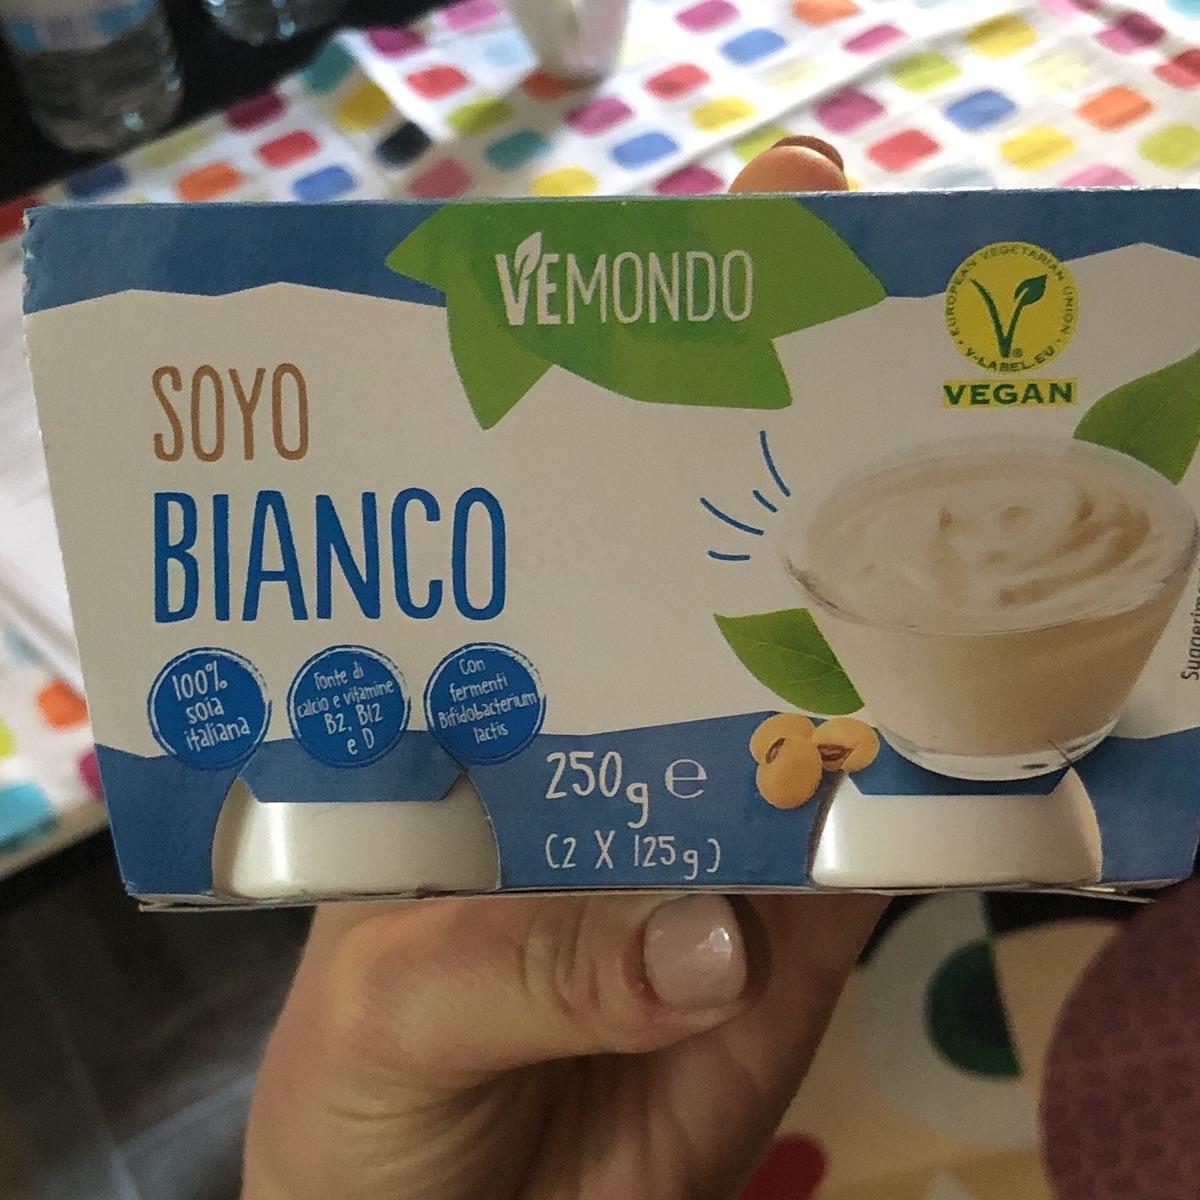 VEMONDO
EUROPEAN VEGETARIAN UNION
V-LABEL.EU
VEGAN
SOYO
BIANCO
100%
soia
italiana
Fonte di
calcio e vitamine
B2, B12
e D
Con
fermenti
Bifidobacterium
lactis
250g e
(2 X 125g)